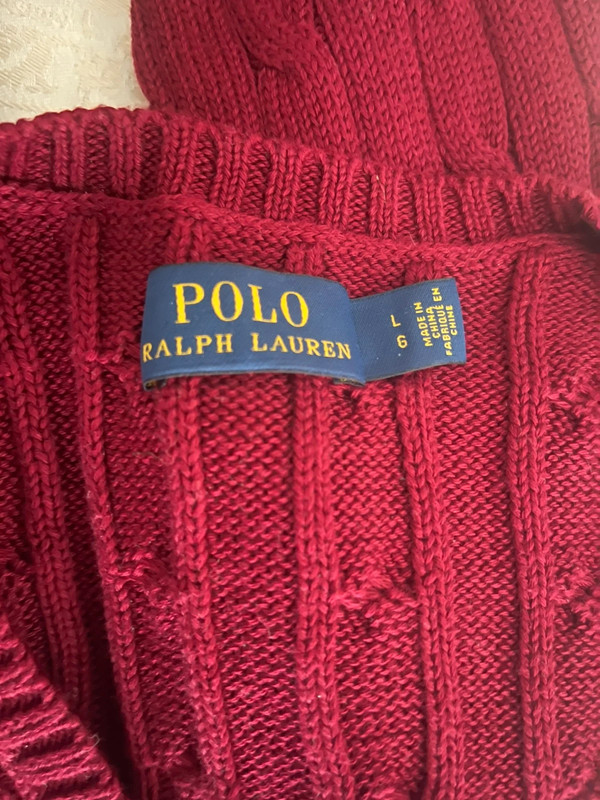 POLO
RALPH LAUREN
L
6
MADE IN
CHINA
FABRIQUÉ EN
CHINE